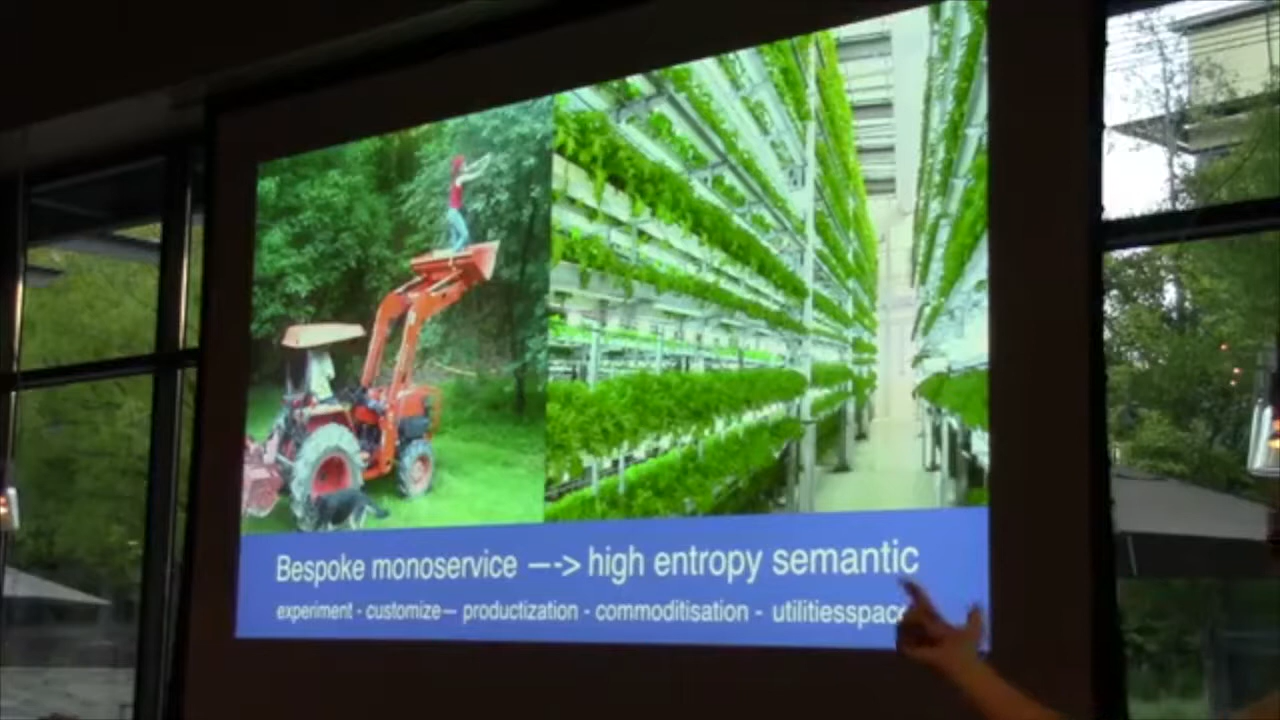 Bespoke monoservice —-> high entropy semantic
experiment - customize— productization - commoditisation - utilitiesspace